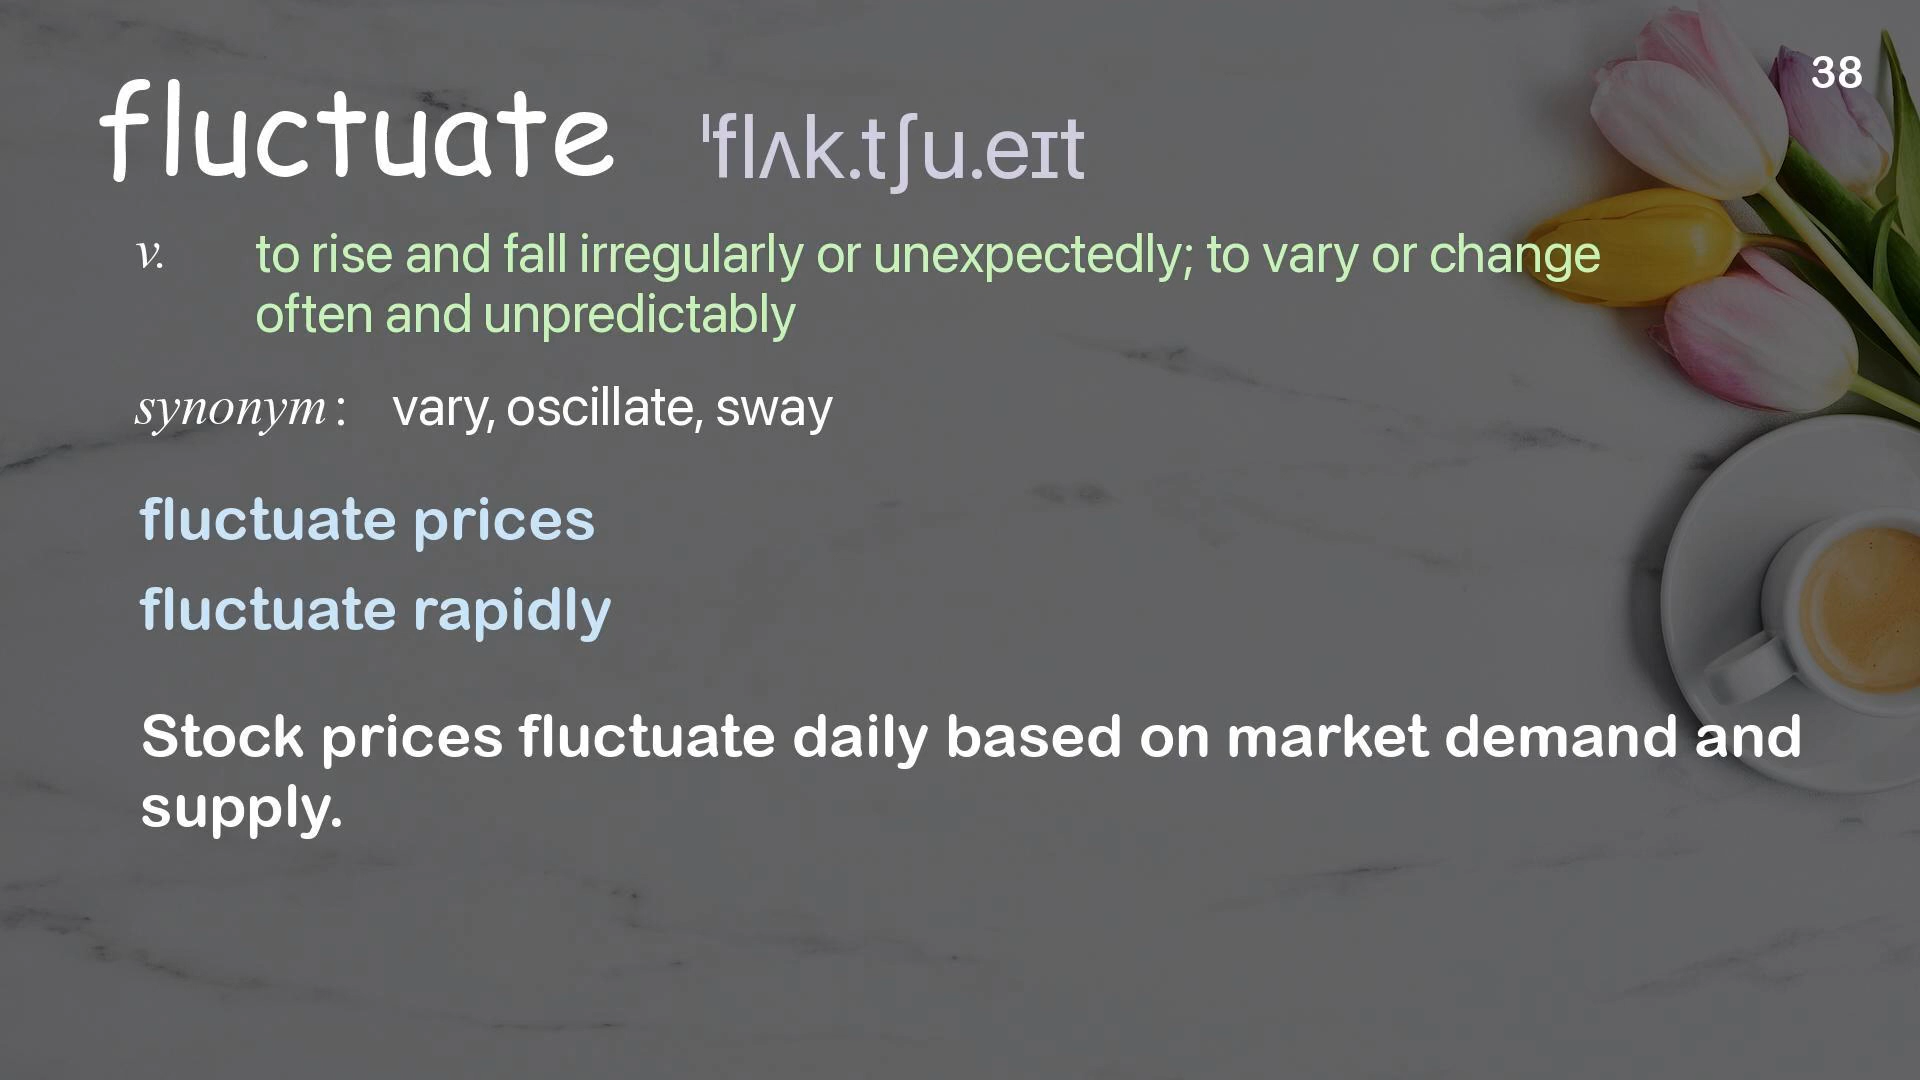 38
fluctuate ˈflʌk.tʃu.eɪt
v. to rise and fall irregularly or unexpectedly; to vary or change
often and unpredictably
synonym: vary, oscillate, sway
fluctuate prices
fluctuate rapidly
Stock prices fluctuate daily based on market demand and
supply.